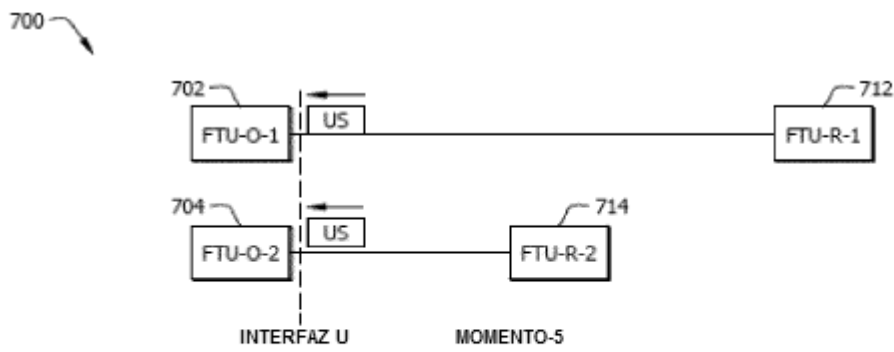 700
702
712
FTU-O-1
US
FTU-R-1
704
714
FTU-O-2
US
FTU-R-2
INTERFAZ U
MOMENTO-5